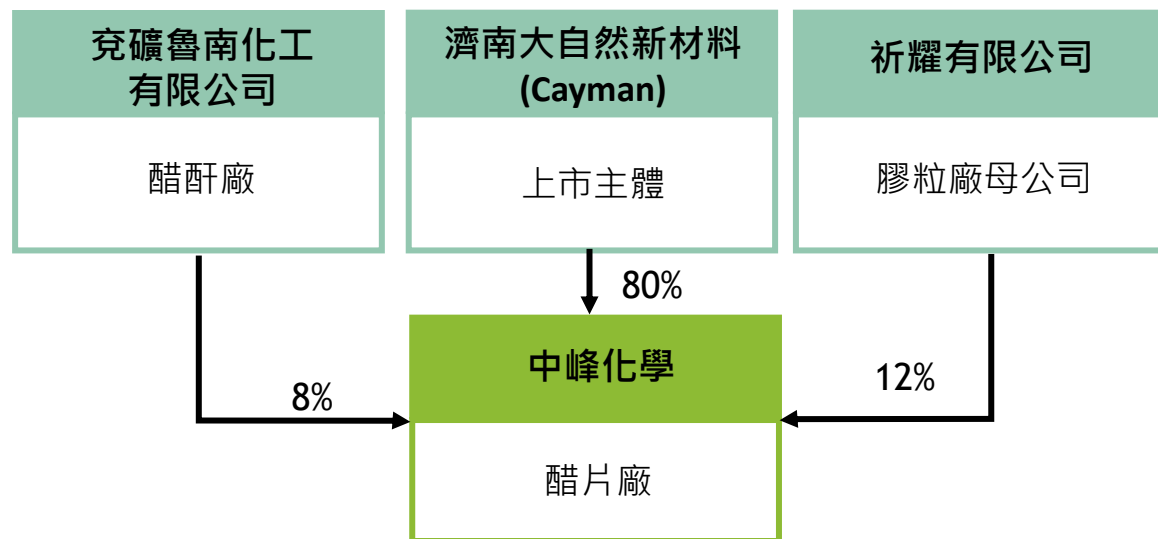 兗礦魯南化工
有限公司
醋酐廠
濟南大自然新材料
(Cayman)
上市主體
祈耀有限公司
膠粒廠母公司
80%
8%
12%
中峰化學
醋片廠